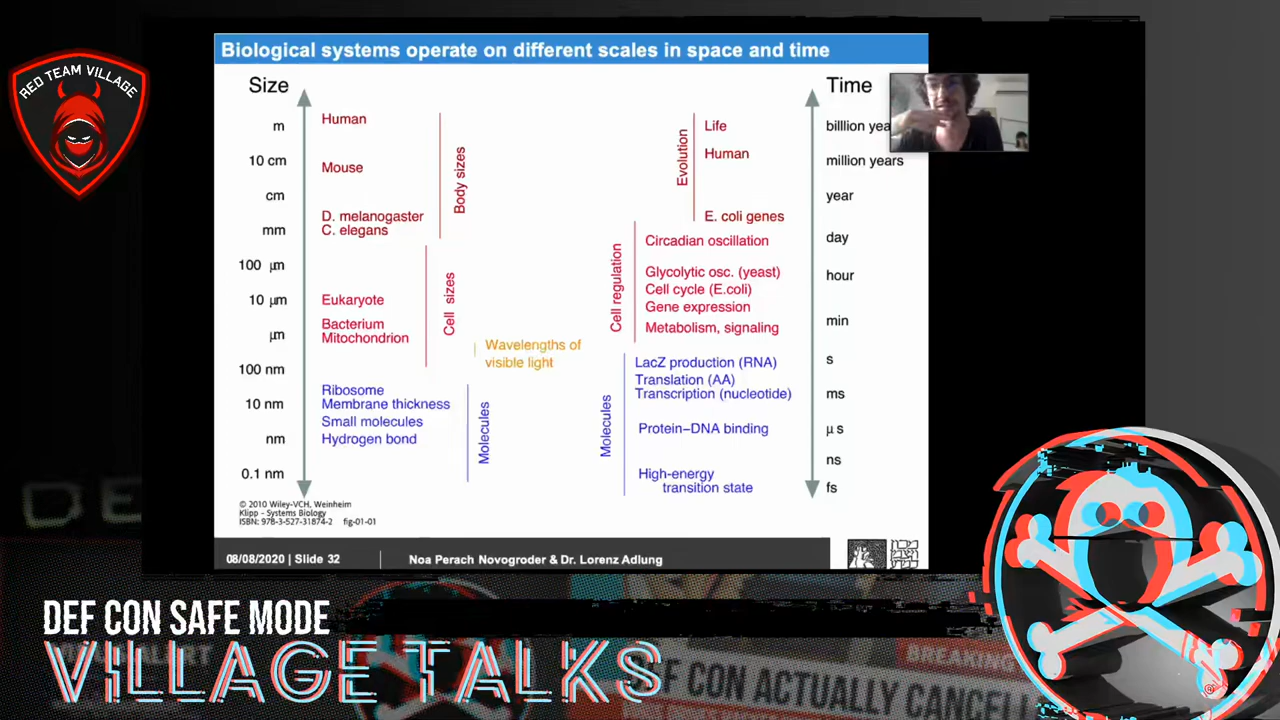 RED TEAM VILLAGE
Biological systems operate on different scales in space and time
Size
m
10 cm
cm
mm
100 μm
10 μm
μm
100 nm
10 nm
nm
0.1 nm
Human
Mouse
D. melanogaster
C. elegans
Body sizes
Eukaryote
Bacterium
Mitochondrion
Cell sizes
Wavelengths of
visible light
Ribosome
Membrane thickness
Small molecules
Hydrogen bond
Molecules
Evolution
Life
Human
E. coli genes
Cell regulation
Circadian oscillation
Glycolytic osc. (yeast)
Cell cycle (E.coli)
Gene expression
Metabolism, signaling
Molecules
LacZ production (RNA)
Translation (AA)
Transcription (nucleotide)
Protein–DNA binding
High-energy
transition state
Time
billlion yea
million years
year
day
hour
min
s
ms
μs
ns
fs
© 2010 Wiley-VCH, Weinheim
Klipp - Systems Biology
ISBN: 978-3-527-31874-2 fig-01-01
08/08/2020 | Slide 32
Noa Perach Novogroder & Dr. Lorenz Adlung
DEF CON SAFE MODE
VILLAGE TALKS
BREAKING
DEF CON ACTUALLY CANCELL